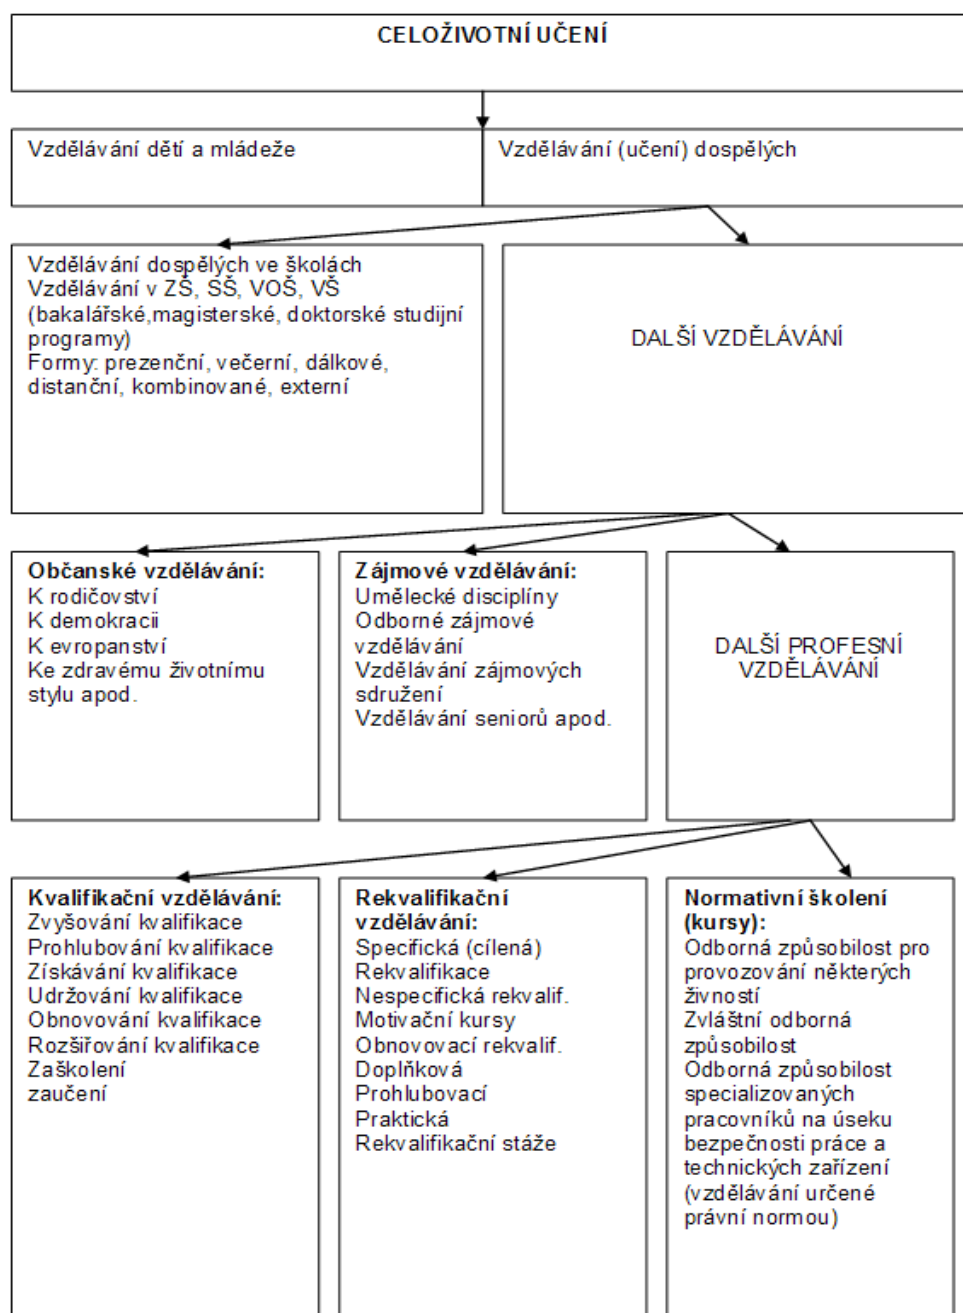 CELOŽIVOTNÍ UČENÍ
Vzdělávání dětí a mládeže
Vzdělávání (učení) dospělých
Vzdělávání dospělých ve školách
Vzdělávání v ZŠ, SŠ, VOŠ, VŠ
(bakalářské,magisterské, doktorské studijní
programy)
Formy: prezenční, večerní, dálkové,
distanční, kombinované, externí
DALŠÍ VZDĚLÁVÁNÍ
Občanské vzdělávání:
K rodičovství
K demokracii
K evropanství
Ke zdravému životnímu
stylu apod.
Zájmové vzdělávání:
Umělecké disciplíny
Odborné zájmové
vzdělávání
Vzdělávání zájmových
sdružení
Vzdělávání seniorů apod.
DALŠÍ PROFESNÍ
VZDĚLÁVÁNÍ
Kvalifikační vzdělávání:
Zvyšování kvalifikace
Prohlubování kvalifikace
Získávání kvalifikace
Udržování kvalifikace
Obnovování kvalifikace
Rozšiřování kvalifikace
Zaškolení
zaučení
Rekvalifikační
vzdělávání:
Specifická (cílená)
Rekvalifikace
Nespecifická rekvalif.
Motivační kursy
Obnovovací rekvalif.
Doplňková
Prohlubovací
Praktická
Rekvalifikační stáže
Normativní školení
(kursy):
Odborná způsobilost pro
provozování některých
živností
Zvláštní odborná
způsobilost
Odborná způsobilost
specializovaných
pracovníků na úseku
bezpečnosti práce a
technických zařízení
(vzdělávání určené
právní normou)